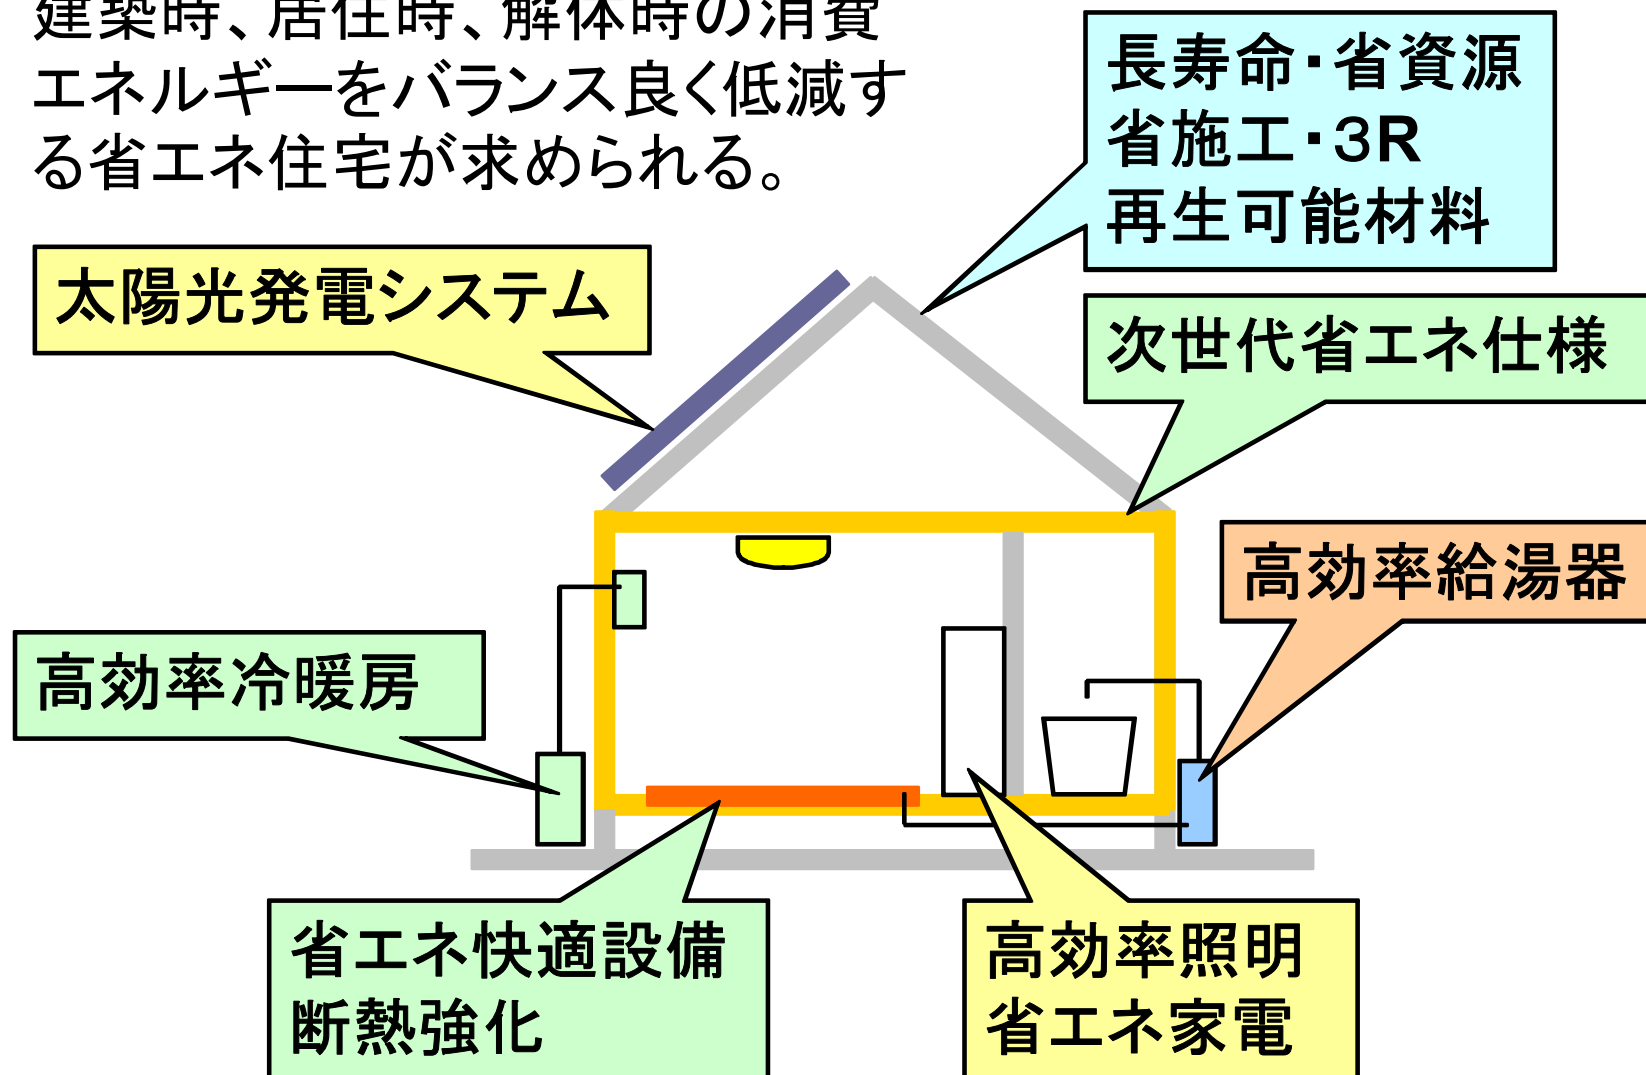 建築時、居住時、解体時の消費
エネルギーをバランス良く低減す
る省エネ住宅が求められる。
長寿命・省資源
省施工・3R
再生可能材料
太陽光発電システム
次世代省エネ仕様
高効率給湯器
高効率冷暖房
省エネ快適設備
断熱強化
高効率照明
省エネ家電